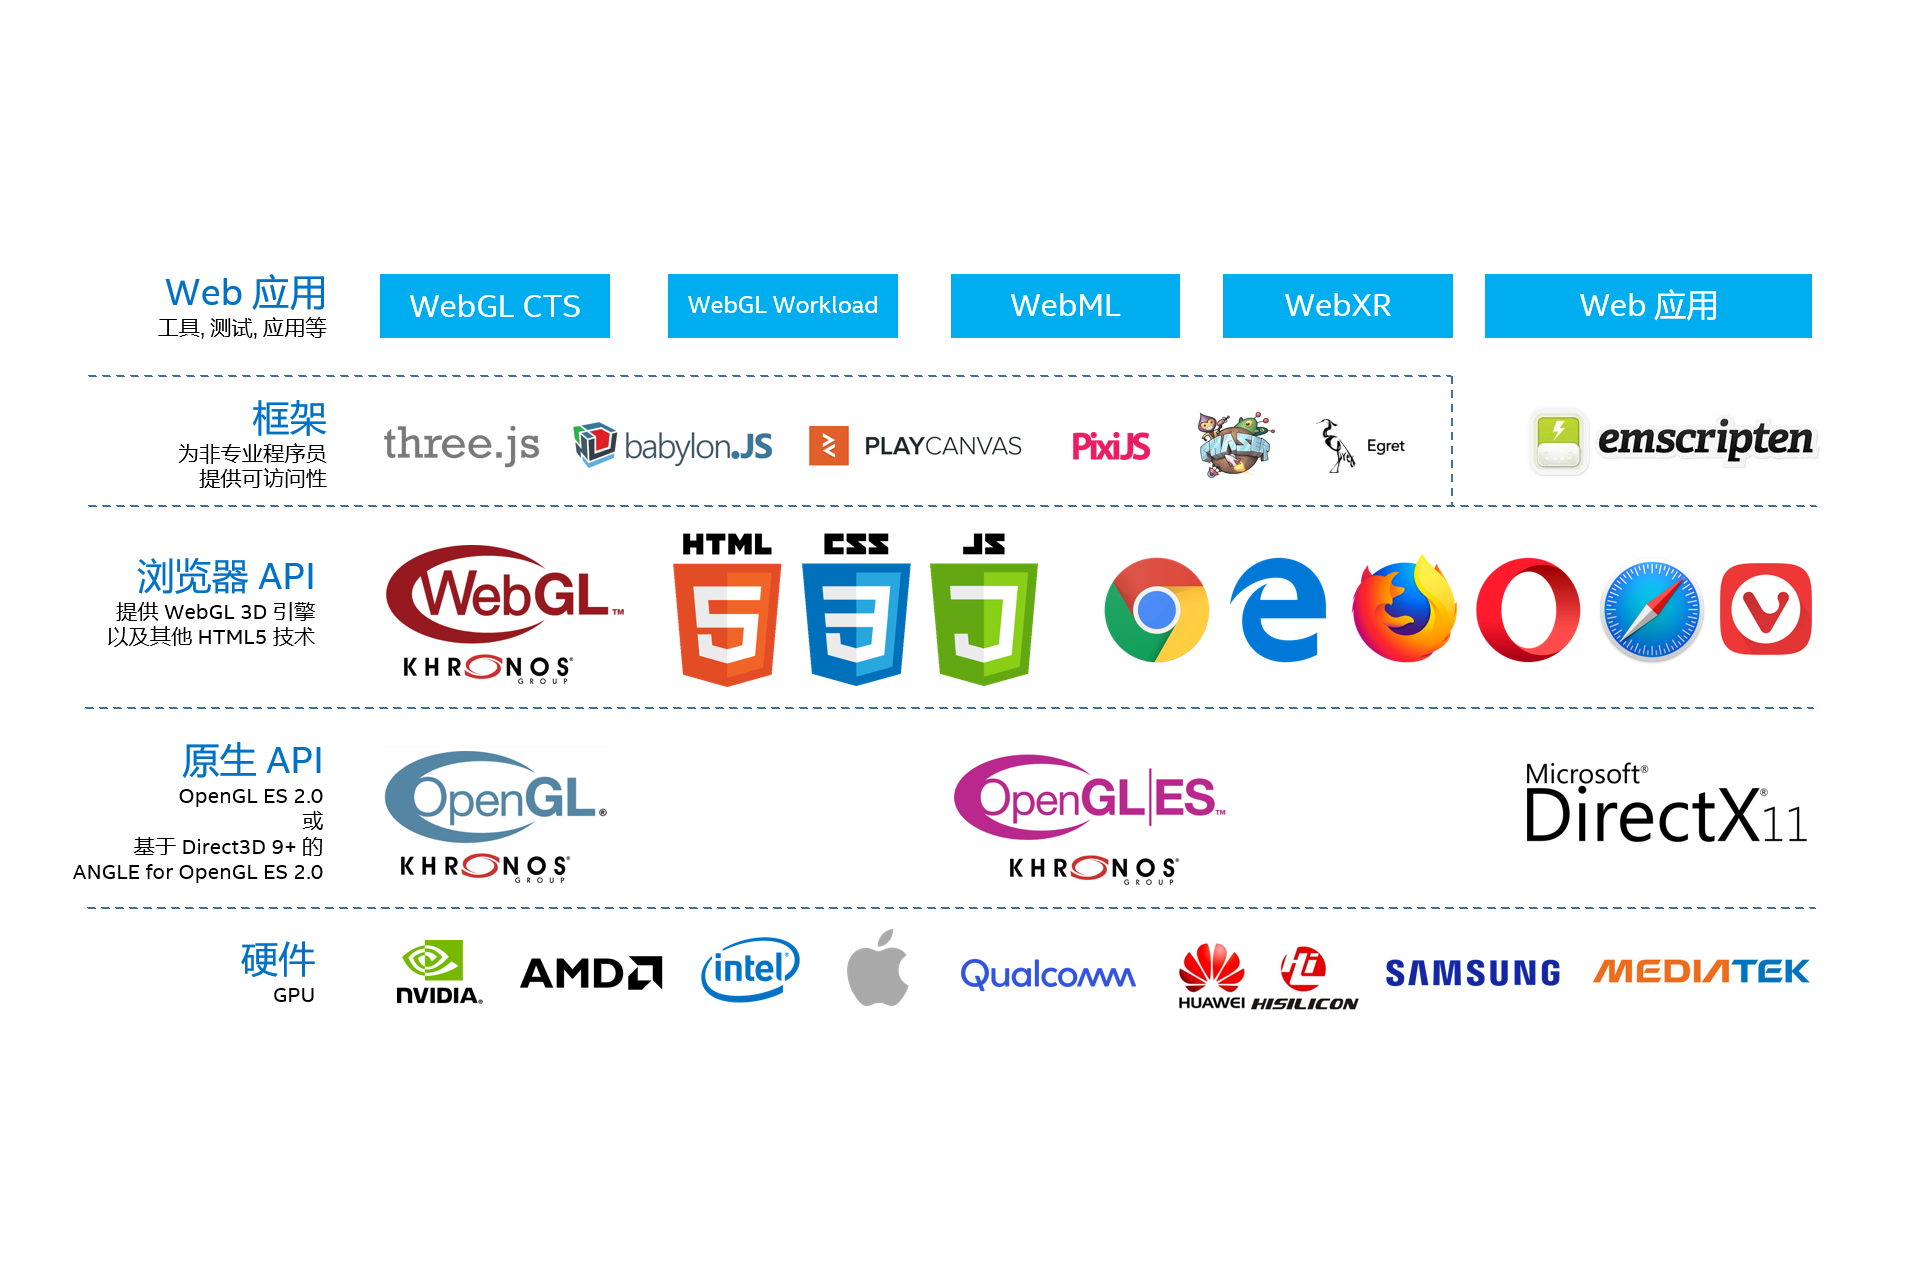 Web 应用
工具, 测试, 应用等
WebGL CTS
WebGL Workload
WebML
WebXR
Web 应用
框架
为非专业程序员
提供可访问性
three.js
babylon.JS
PLAYCANVAS
PixiJS
PHASER
Egret
emscripten
浏览器 API
提供 WebGL 3D 引擎
以及其他 HTML5 技术
WebGL™
KHRONOS®
GROUP
HTML
5
CSS
3
JS
原生 API
OpenGL ES 2.0
或
基于 Direct3D 9+ 的
ANGLE for OpenGL ES 2.0
OpenGL®
KHRONOS®
GROUP
OpenGL|ES™
KHRONOS®
GROUP
Microsoft®
DirectX®11
硬件
GPU
NVIDIA®
AMD
intel®
Qualcomm
HUAWEI
Hi
HISILICON
SAMSUNG
MEDIATEK